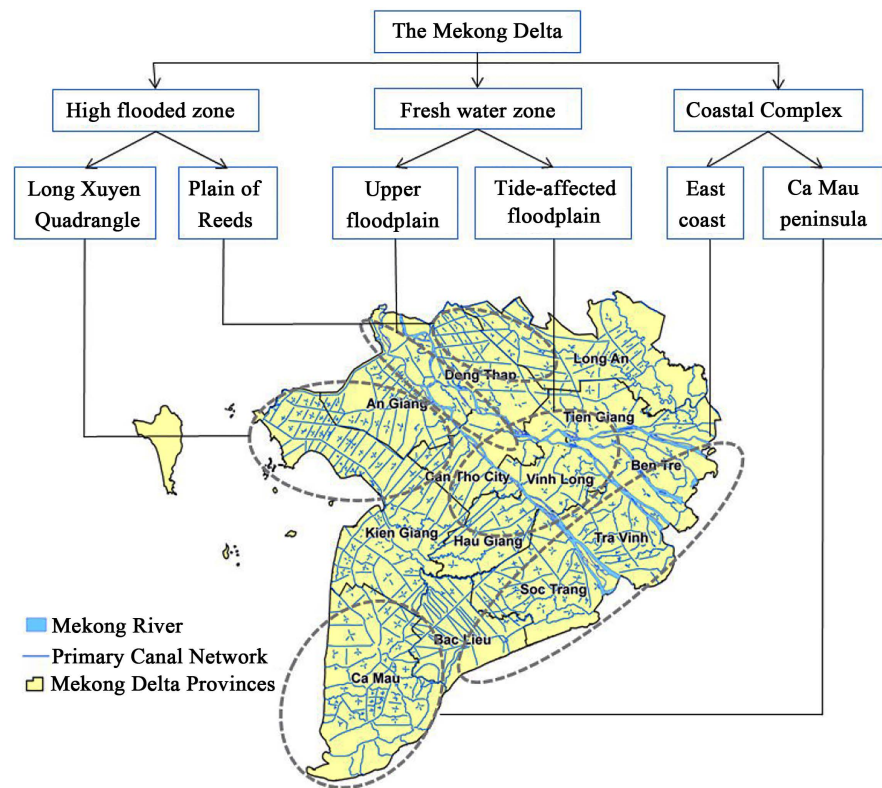 The Mekong Delta
High flooded zone
Fresh water zone
Coastal Complex
Long Xuyen
Quadrangle
Plain of
Reeds
Upper
floodplain
Tide-affected
floodplain
East
coast
Ca Mau
peninsula
Long An
Dong Thap
An Giang
Tien Giang
Ben Tre
Can Tho City
Vinh Long
Kien Giang
Hau Giang
Tra Vinh
Soc Trang
Bac Lieu
Ca Mau
Mekong River
Primary Canal Network
Mekong Delta Provinces